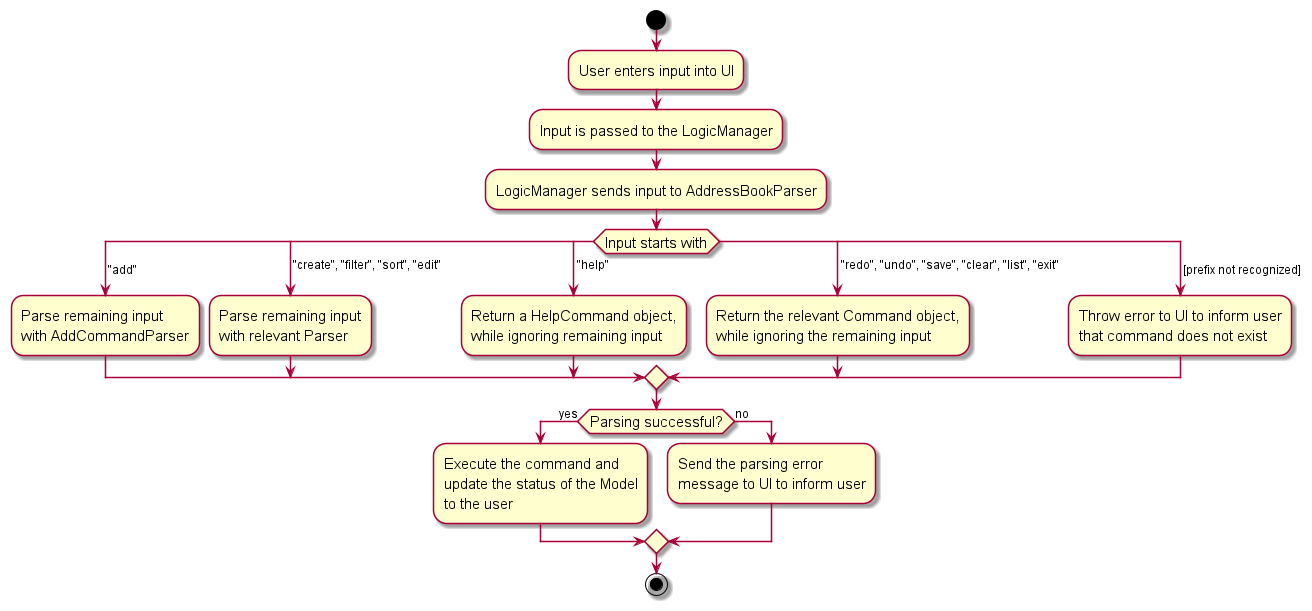 User enters input into UI
Input is passed to the LogicManager
LogicManager sends input to AddressBookParser
Input starts with
"add"
"create", "filter", "sort", "edit"
"help"
"redo", "undo", "save", "clear", "list", "exit"
[prefix not recognized]
Parse remaining input
with AddCommandParser
Parse remaining input
with relevant Parser
Return a HelpCommand object,
while ignoring remaining input
Return the relevant Command object,
while ignoring the remaining input
Throw error to UI to inform user
that command does not exist
yes
Parsing successful?
no
Execute the command and
update the status of the Model
to the user
Send the parsing error
message to UI to inform user